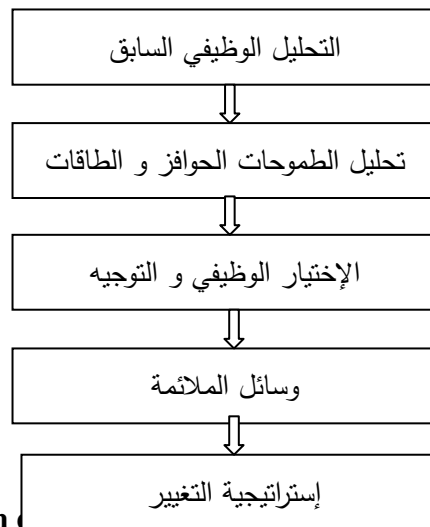 التحليل الوظيفي السابق
تحليل الطموحات الحوافز و الطاقات
الإختيار الوظيفي و التوجيه
وسائل الملائمة
إستراتيجية التغيير